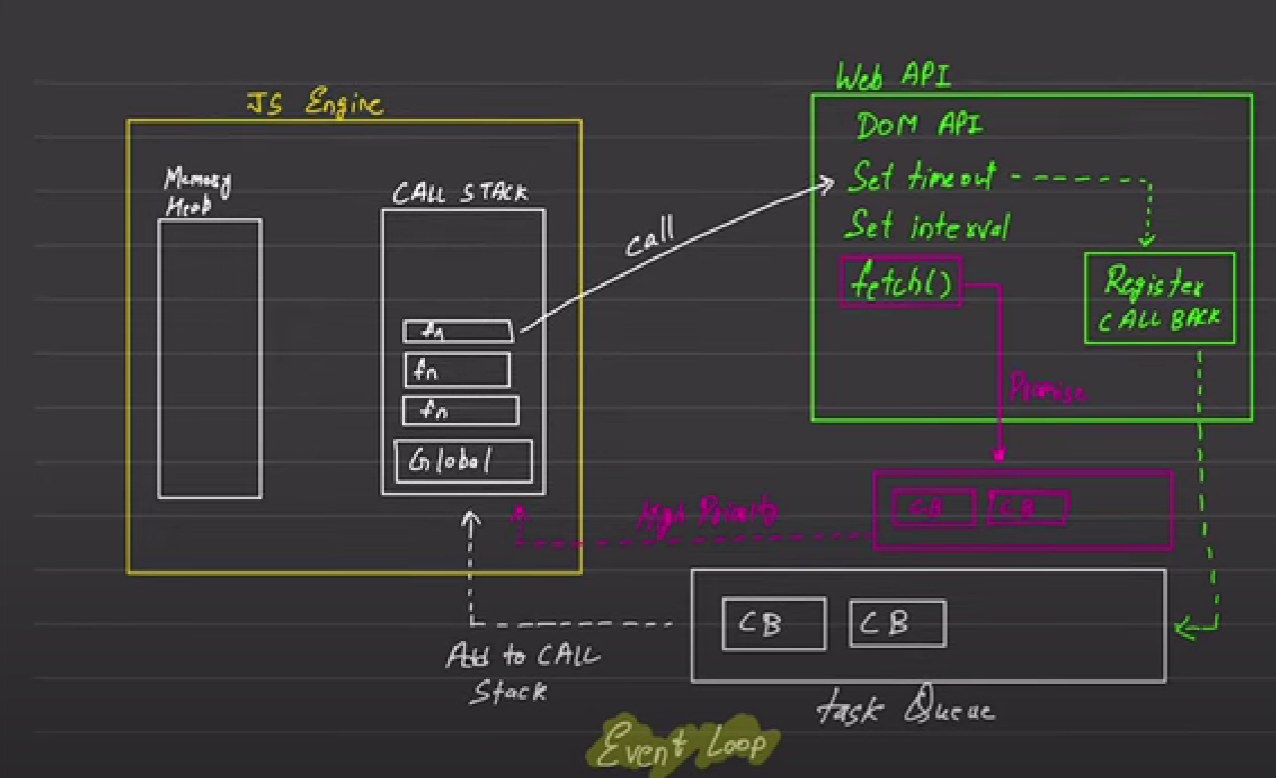 Web API
JS Engine
DOM API
Memory
Heap
CALL STACK
Set timeout
call
Set interval
fetch()
Register
CALL BACK
fn
fn
fn
Promise
Global
High Priority
CB CB
CB CB
Add to CALL
Stack
task Queue
Event Loop